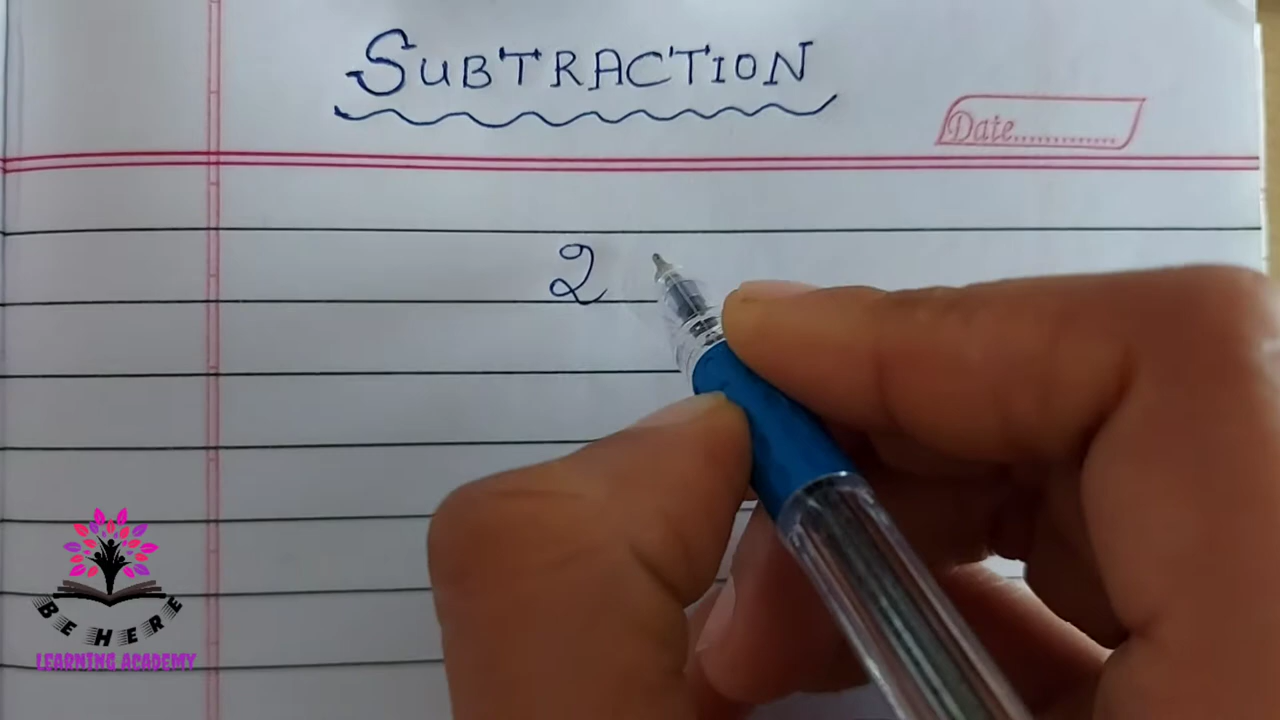 SUBTRACTION
Date............
2
BE HERE
LEARNING ACADEMY